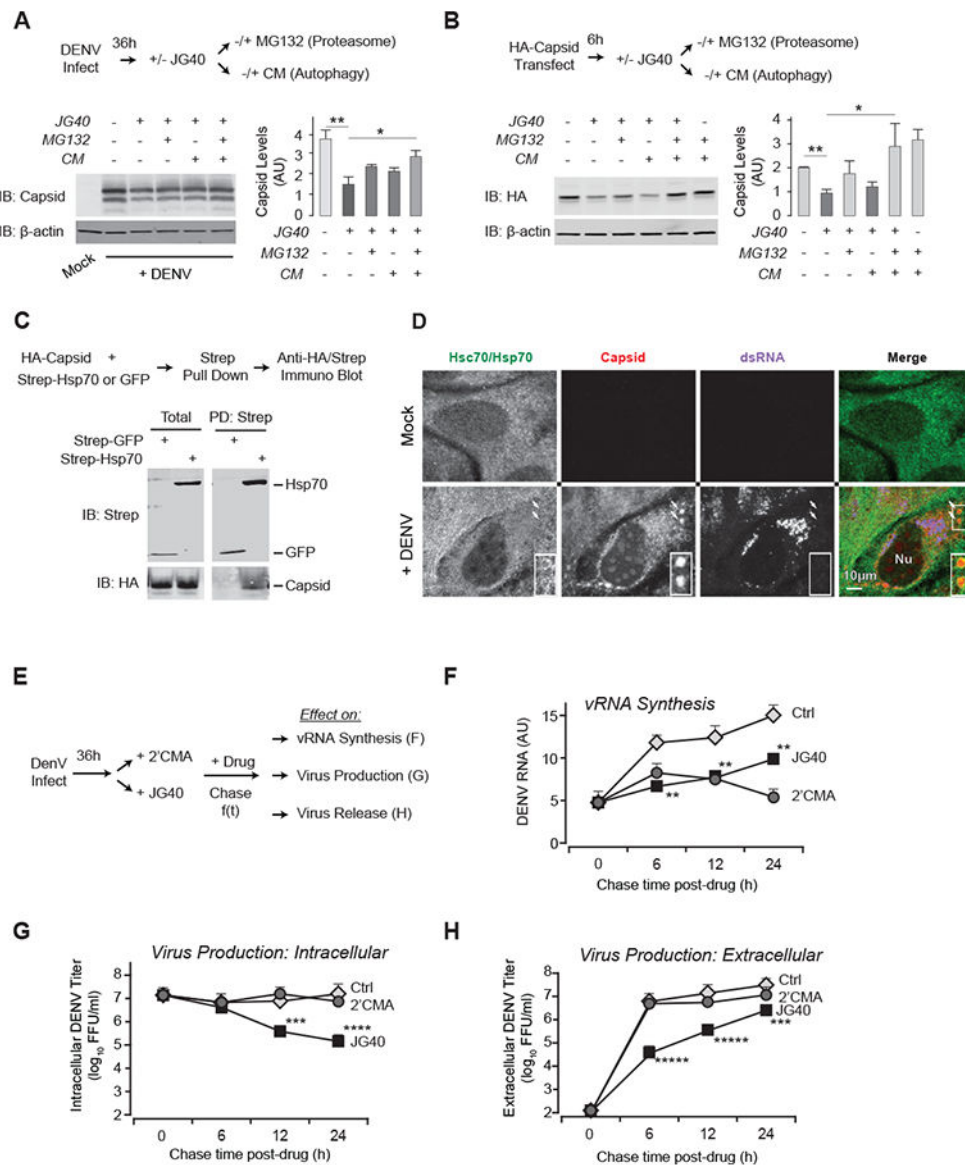 A
DENV
Infect
36h
+/- JG40
-/+ MG132 (Proteasome)
-/+ CM (Autophagy)
JG40 - + + + +
MG132 - - + - +
CM - - - + +
IB: Capsid
IB: β-actin
Mock
+ DENV
Capsid Levels
(AU)
4
3
2
1
0
**
*
JG40 - + + + +
MG132 - - + - +
CM - - - + +
B
HA-Capsid
Transfect
6h
+/- JG40
-/+ MG132 (Proteasome)
-/+ CM (Autophagy)
JG40 - + + + + -
MG132 - - + - + +
CM - - - + + +
IB: HA
IB: β-actin
Capsid Levels
(AU)
4
3
2
1
0
**
*
JG40 - + + + + -
MG132 - - + - + +
CM - - - + + +
C
HA-Capsid +
Strep-Hsp70 or GFP
Strep
Pull Down
Anti-HA/Strep
Immuno Blot
Total PD: Strep
Strep-GFP + +
Strep-Hsp70 + +
IB: Strep
Hsp70
GFP
IB: HA
Capsid
D
Hsc70/Hsp70 Capsid dsRNA Merge
Mock
+ DENV
Nu
10μm
E
DenV
Infect
36h
+ 2'CMA
+ JG40
+ Drug
Chase
f(t)
Effect on:
vRNA Synthesis (F)
Virus Production (G)
Virus Release (H)
F
vRNA Synthesis
DENV RNA (AU)
15
10
5
0
Ctrl
JG40
2'CMA
**
**
**
0 6 12 24
Chase time post-drug (h)
G
Virus Production: Intracellular
Intracellular DENV Titer
(log10 FFU/ml)
7
6
5
4
3
2
Ctrl
2'CMA
JG40
***
****
0 6 12 24
Chase time post-drug (h)
H
Virus Production: Extracellular
Extracellular DENV Titer
(log10 FFU/ml)
7
6
5
4
3
2
Ctrl
2'CMA
JG40
***
*****
*****
0 6 12 24
Chase time post-drug (h)